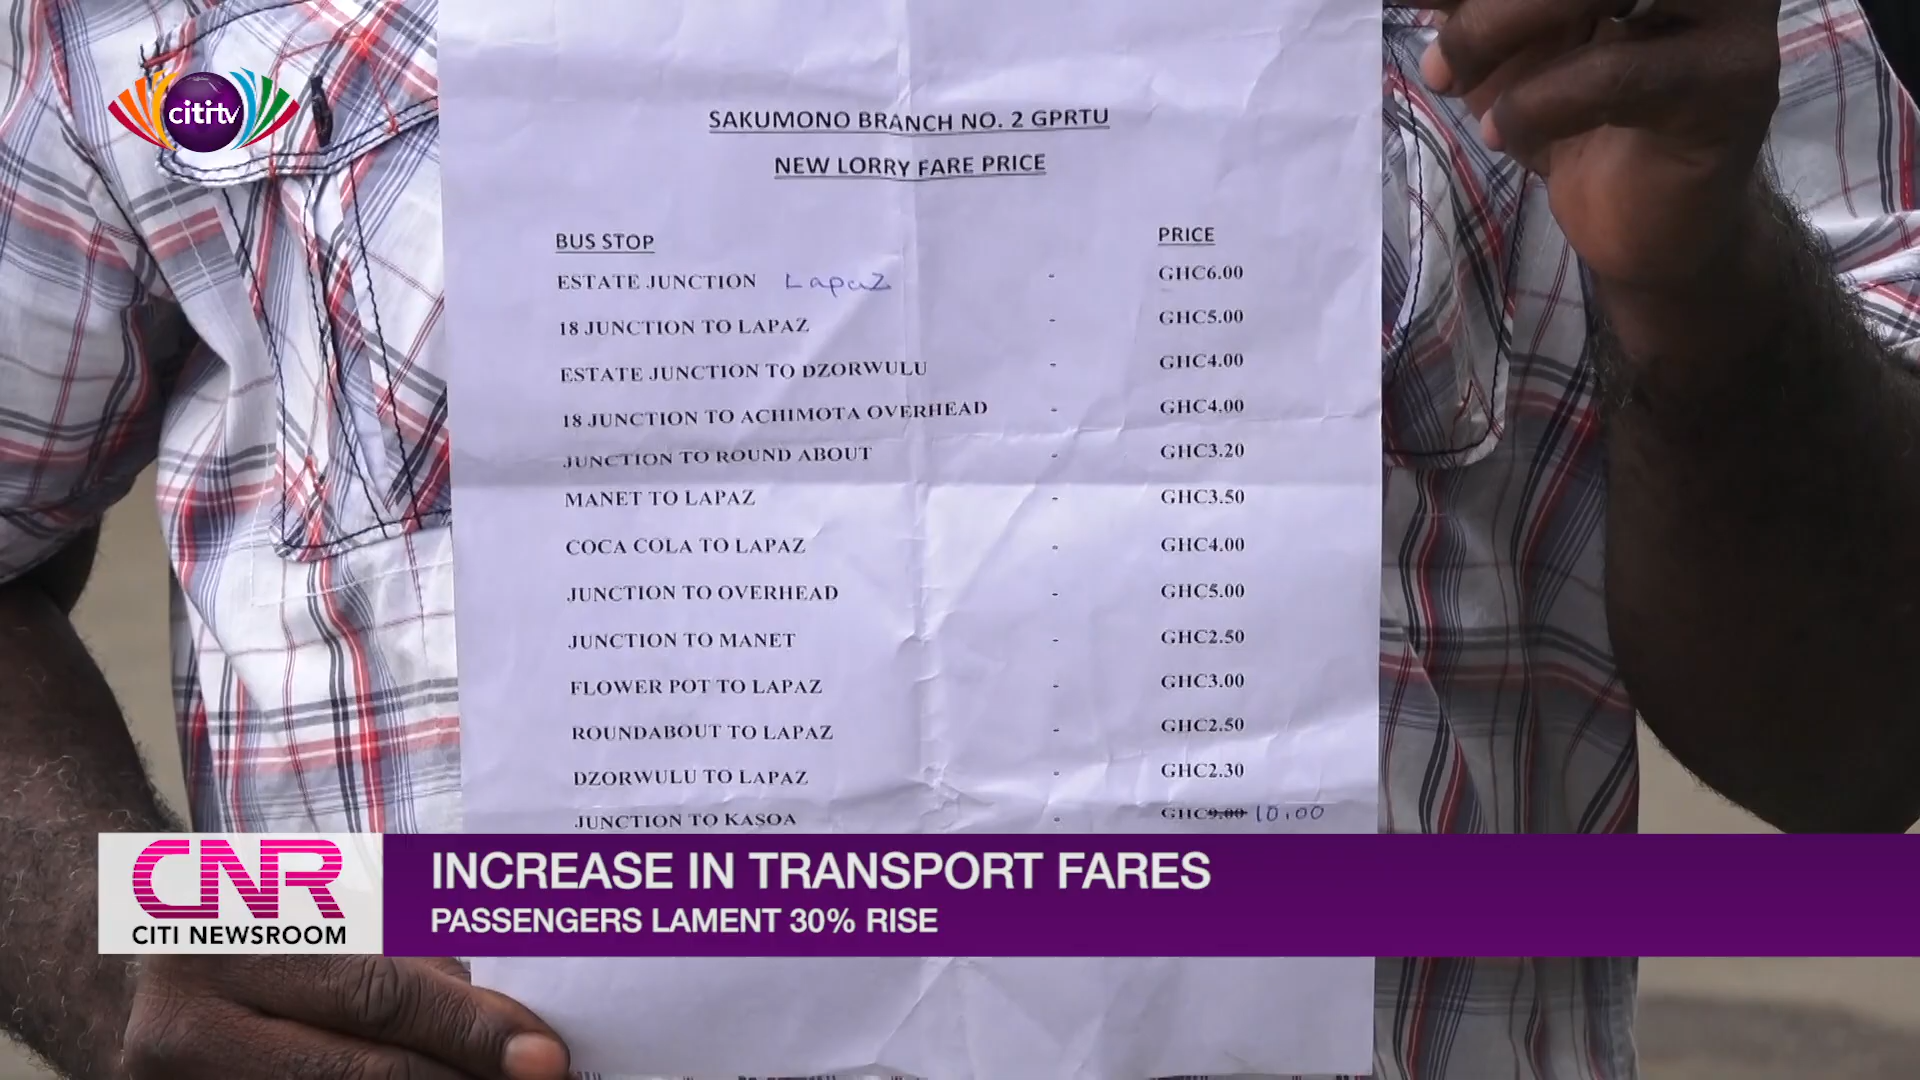 citi tv
SAKUMONO BRANCH NO. 2 GPRTU
NEW LORRY FARE PRICE
BUS STOP PRICE
ESTATE JUNCTION Lapaz - GHC6.00
18 JUNCTION TO LAPAZ - GHC5.00
ESTATE JUNCTION TO DZORWULU - GHC4.00
18 JUNCTION TO ACHIMOTA OVERHEAD - GHC4.00
JUNCTION TO ROUND ABOUT - GHC3.20
MANET TO LAPAZ - GHC3.50
COCA COLA TO LAPAZ - GHC4.00
JUNCTION TO OVERHEAD - GHC5.00
JUNCTION TO MANET - GHC2.50
FLOWER POT TO LAPAZ - GHC3.00
ROUNDABOUT TO LAPAZ - GHC2.50
DZORWULU TO LAPAZ - GHC2.30
JUNCTION TO KASOA - GHC9.00 10.00
CNR
CITI NEWSROOM
INCREASE IN TRANSPORT FARES
PASSENGERS LAMENT 30% RISE